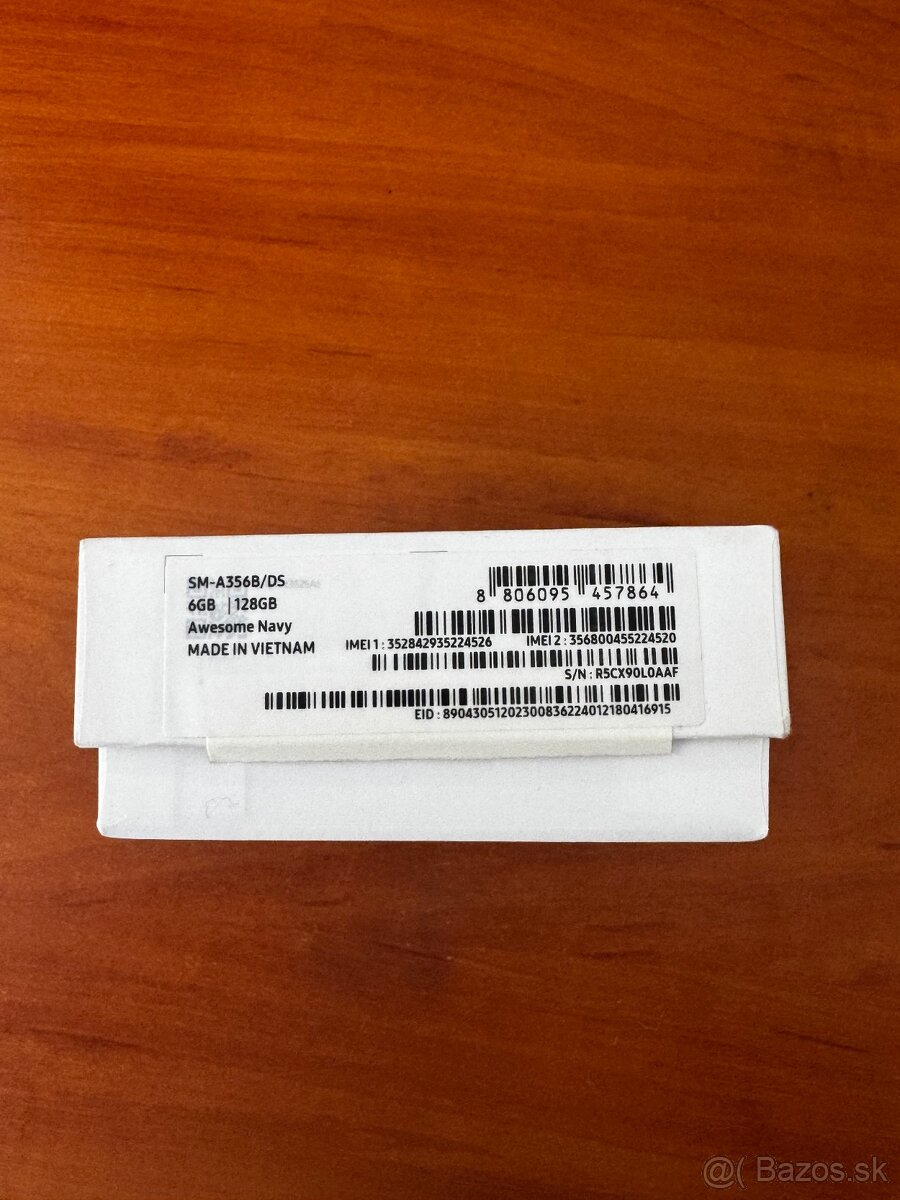 SM-A356B/DS
6GB | 128GB
Awesome Navy
MADE IN VIETNAM
8 806095 457864
IMEI 1 : 352842935224526
IMEI 2 : 356800455224520
S/N : R5CX90L0AAF
EID : 89043051202300836224012180416915
@( Bazos.sk